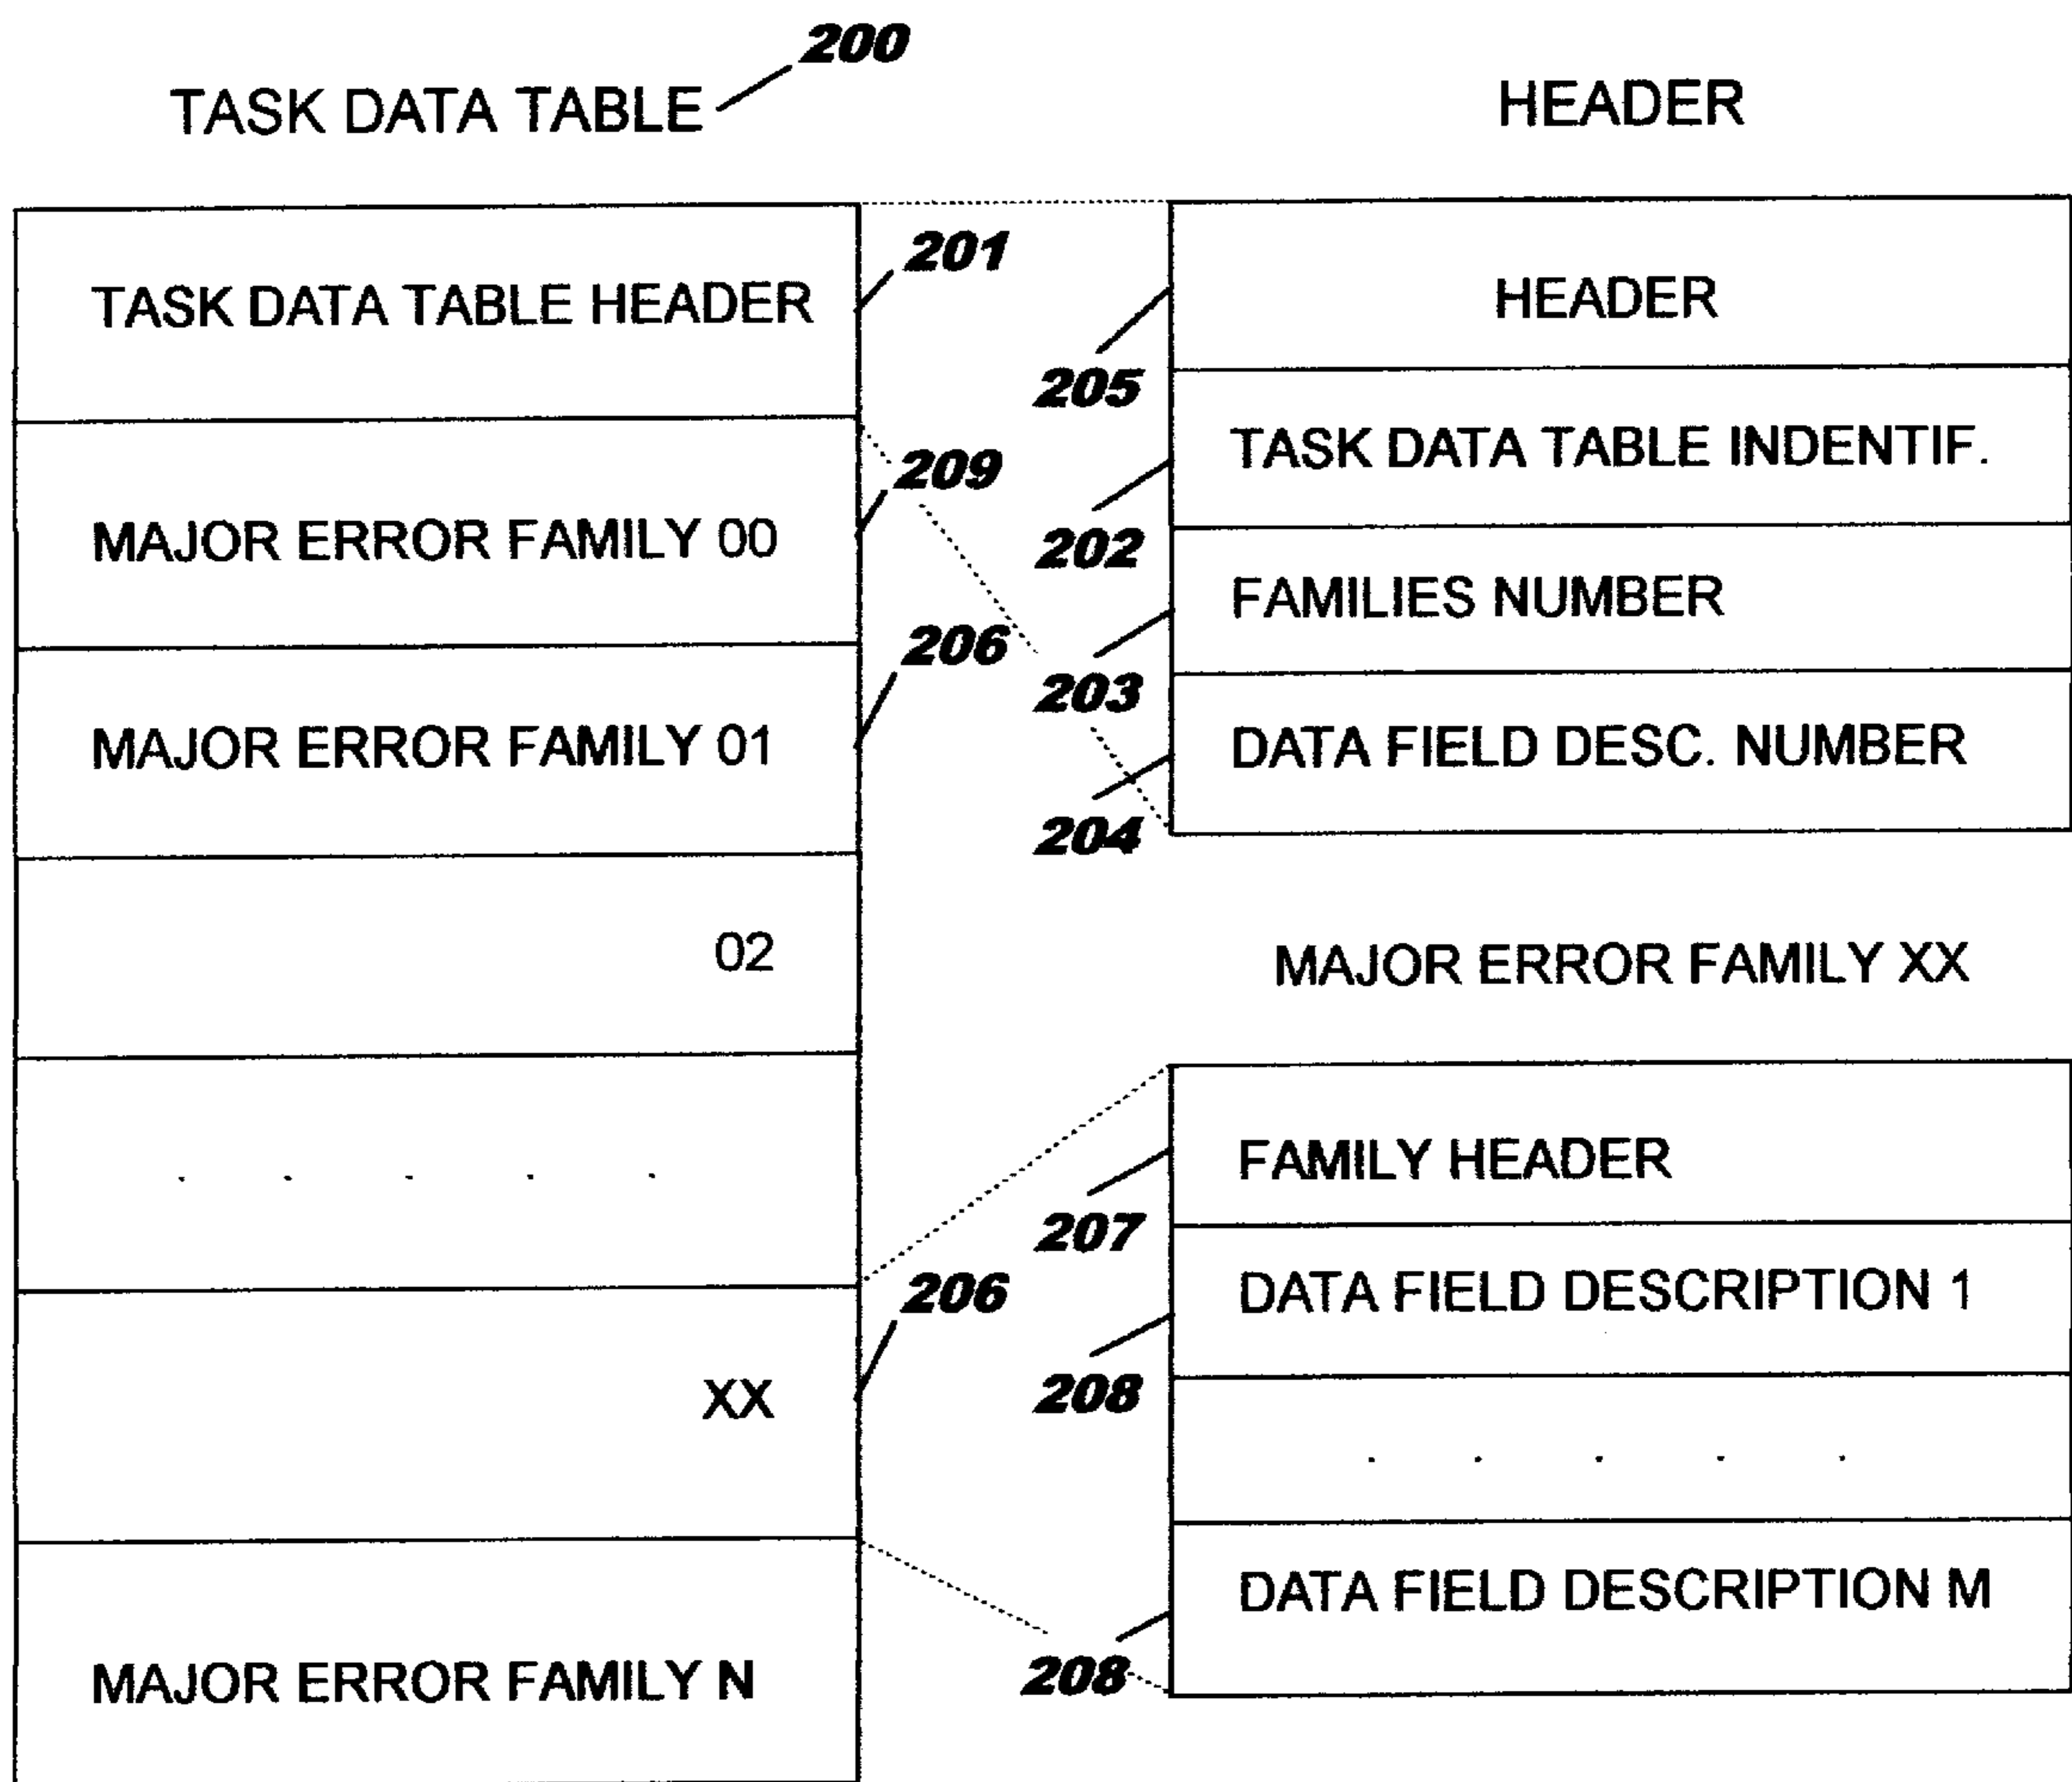 200
TASK DATA TABLE
HEADER
TASK DATA TABLE HEADER
201
MAJOR ERROR FAMILY 00
209
MAJOR ERROR FAMILY 01
206
02
. . . . .
XX
206
MAJOR ERROR FAMILY N
HEADER
205
TASK DATA TABLE INDENTIF.
202
FAMILIES NUMBER
203
DATA FIELD DESC. NUMBER
204
MAJOR ERROR FAMILY XX
FAMILY HEADER
207
DATA FIELD DESCRIPTION 1
208
. . . . .
DATA FIELD DESCRIPTION M
208